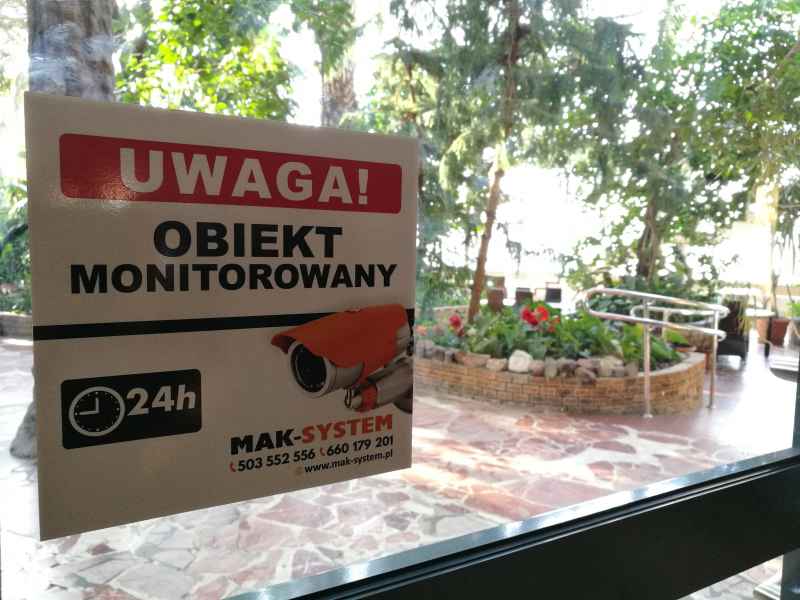 UWAGA!
OBIEKT
MONITOROWANY
24h
MAK-SYSTEM
503 552 556 660 179 201
www.mak-system.pl